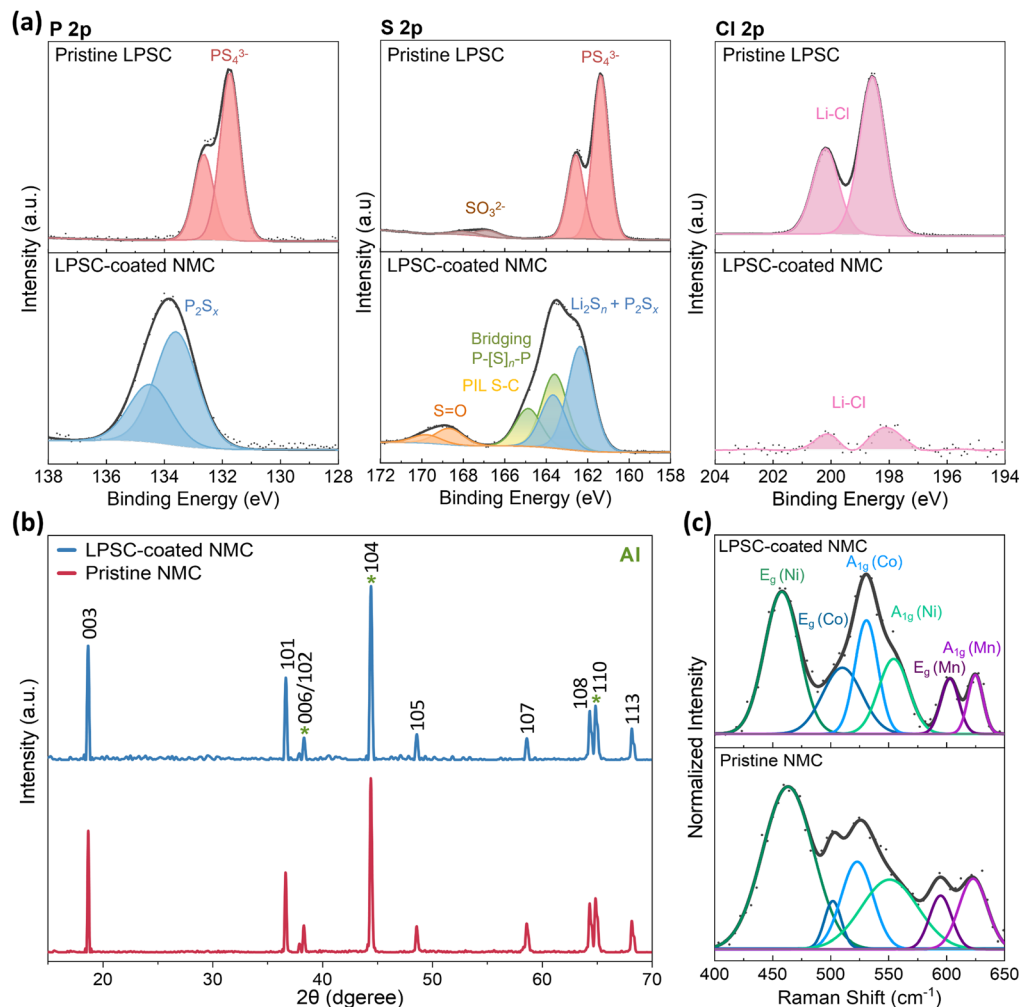 (a)
P 2p
S 2p
Cl 2p
Pristine LPSC
PS₄³⁻
Pristine LPSC
PS₄³⁻
SO₃²⁻
Pristine LPSC
Li-Cl
Intensity (a.u.)
Intensity (a.u)
Intensity (a.u.)
LPSC-coated NMC
P₂Sₓ
LPSC-coated NMC
Li₂Sₙ + P₂Sₓ
Bridging
P-[S]ₙ-P
PIL S-C
S=O
LPSC-coated NMC
Li-Cl
138 136 134 132 130 128
Binding Energy (eV)
172 170 168 166 164 162 160 158
Binding Energy (eV)
204 202 200 198 196 194
Binding Energy (eV)
(b)
LPSC-coated NMC
Pristine NMC
Al
003
101
*006/102
*104
105
107
108
*110
113
Intensity (a.u.)
20 30 40 50 60 70
2θ (dgeree)
(c)
LPSC-coated NMC
E_g (Ni)
E_g (Co)
A₁g (Co)
A₁g (Ni)
E_g (Mn)
A₁g (Mn)
Pristine NMC
Normalized Intensity
400 450 500 550 600 650
Raman Shift (cm⁻¹)